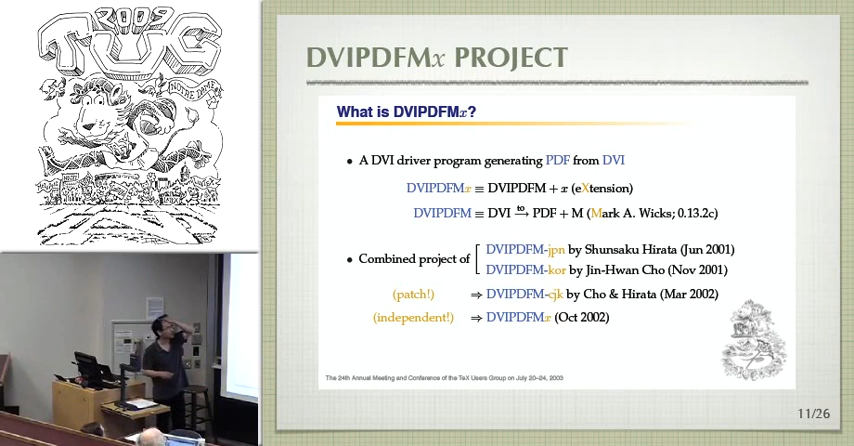 2009
TUG
NOTRE DAME
DVIPDFMx PROJECT
What is DVIPDFMx?
• A DVI driver program generating PDF from DVI
DVIPDFMx ≡ DVIPDFM + x (eXtension)
DVIPDFM ≡ DVI to→ PDF + M (Mark A. Wicks; 0.13.2c)
• Combined project of [ DVIPDFM-jpn by Shunsaku Hirata (Jun 2001)
DVIPDFM-kor by Jin-Hwan Cho (Nov 2001)
(patch!) ⇒ DVIPDFM-cjk by Cho & Hirata (Mar 2002)
(independent!) ⇒ DVIPDFMx (Oct 2002)
The 24th Annual Meeting and Conference of the TeX Users Group on July 20–24, 2003
11/26